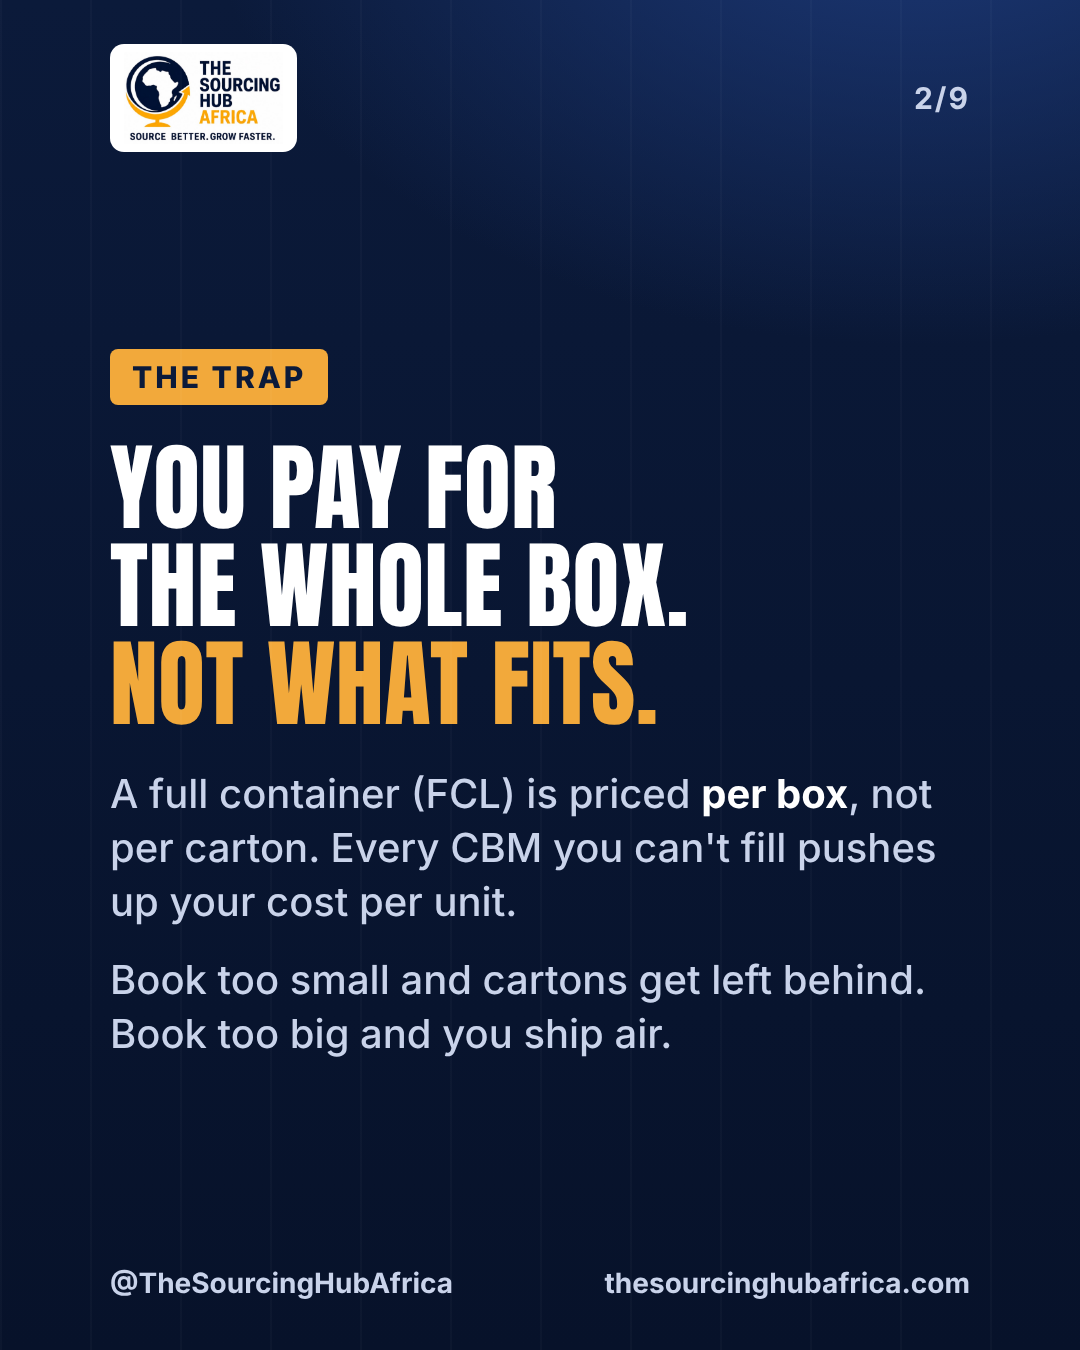 THE
SOURCING
HUB
AFRICA
SOURCE BETTER. GROW FASTER.
2/9
THE TRAP
YOU PAY FOR
THE WHOLE BOX.
NOT WHAT FITS.
A full container (FCL) is priced per box, not
per carton. Every CBM you can't fill pushes
up your cost per unit.
Book too small and cartons get left behind.
Book too big and you ship air.
@TheSourcingHubAfrica
thesourcinghubafrica.com